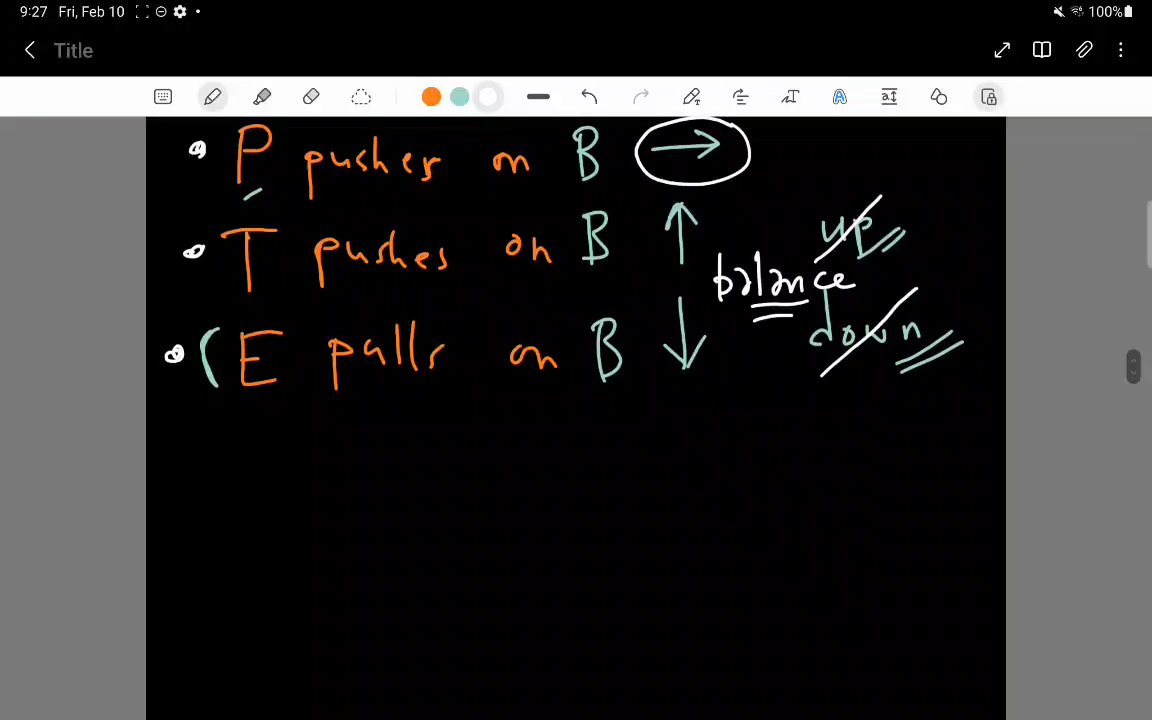 9:27 Fri, Feb 10 100%
Title
P pushes on B →
T pushes on B ↑ up
balance
E pulls on B ↓ down